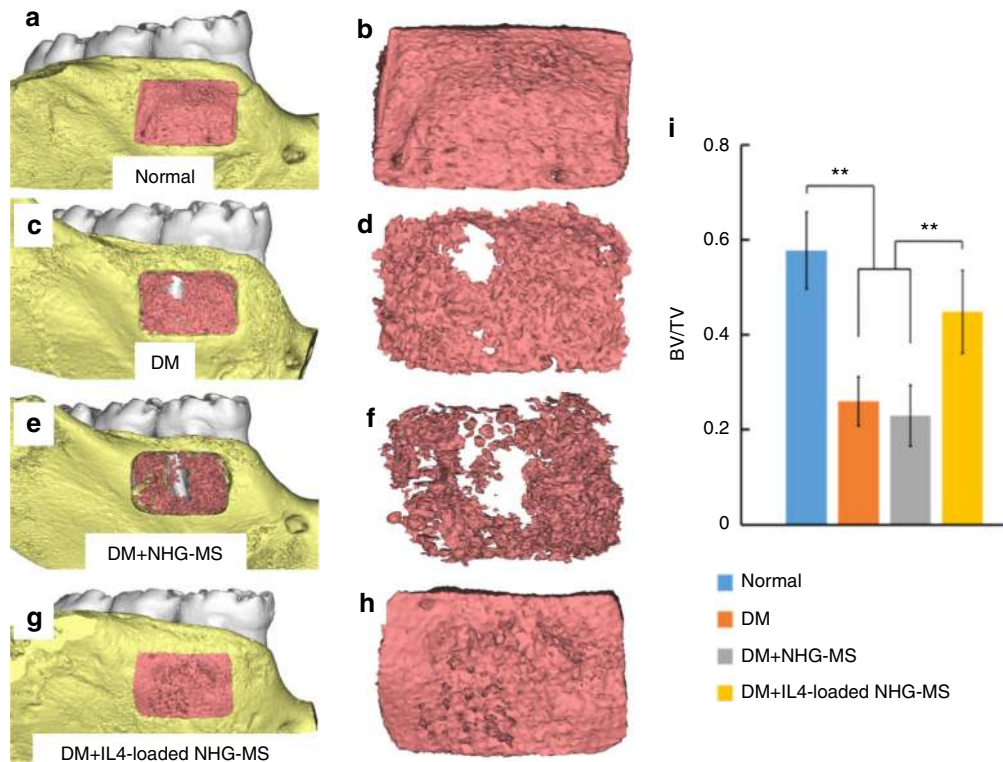 a
b
Normal
c
d
DM
e
f
DM+NHG-MS
g
h
DM+IL4-loaded NHG-MS
i
0.8
**
**
0.6
0.4
0.2
0
BV/TV
Normal
DM
DM+NHG-MS
DM+IL4-loaded NHG-MS